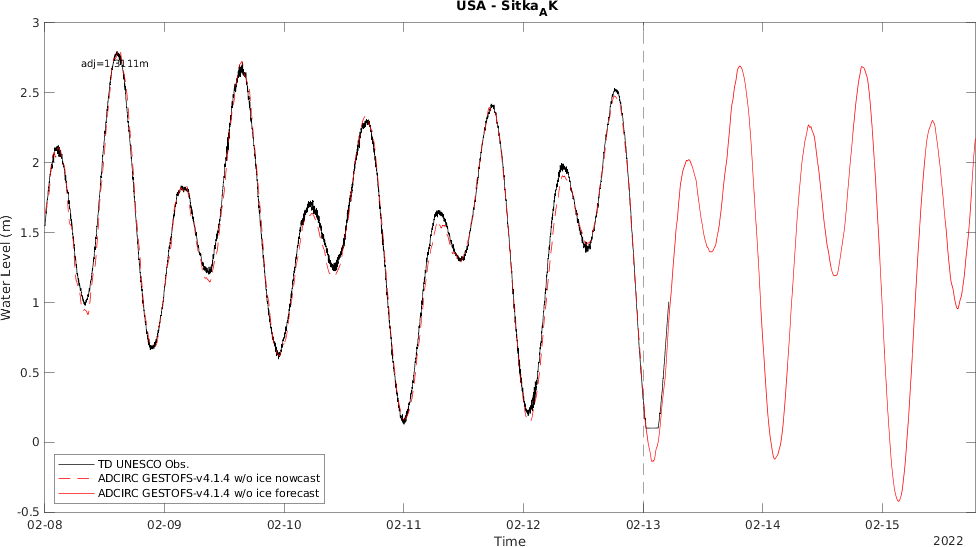 USA - Sitka_AK
adj=1.3111m
3
2.5
2
1.5
1
0.5
0
-0.5
Water Level (m)
TD UNESCO Obs.
ADCIRC GESTOFS-v4.1.4 w/o ice nowcast
ADCIRC GESTOFS-v4.1.4 w/o ice forecast
02-08 02-09 02-10 02-11 02-12 02-13 02-14 02-15
Time
2022